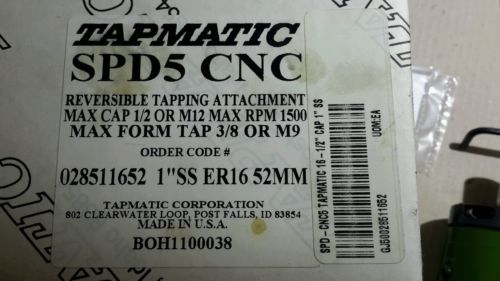 TAPMATIC
SPD5 CNC
REVERSIBLE TAPPING ATTACHMENT
MAX CAP 1/2 OR M12 MAX RPM 1500
MAX FORM TAP 3/8 OR M9
ORDER CODE #
028511652 1"SS ER16 52MM
TAPMATIC CORPORATION
802 CLEARWATER LOOP, POST FALLS, ID 83854
MADE IN U.S.A.
BOH1100038
SPD-CNC5 TAPMATIC 16-1/2" CAP 1" SS
UOM:EA
GJ50028511652